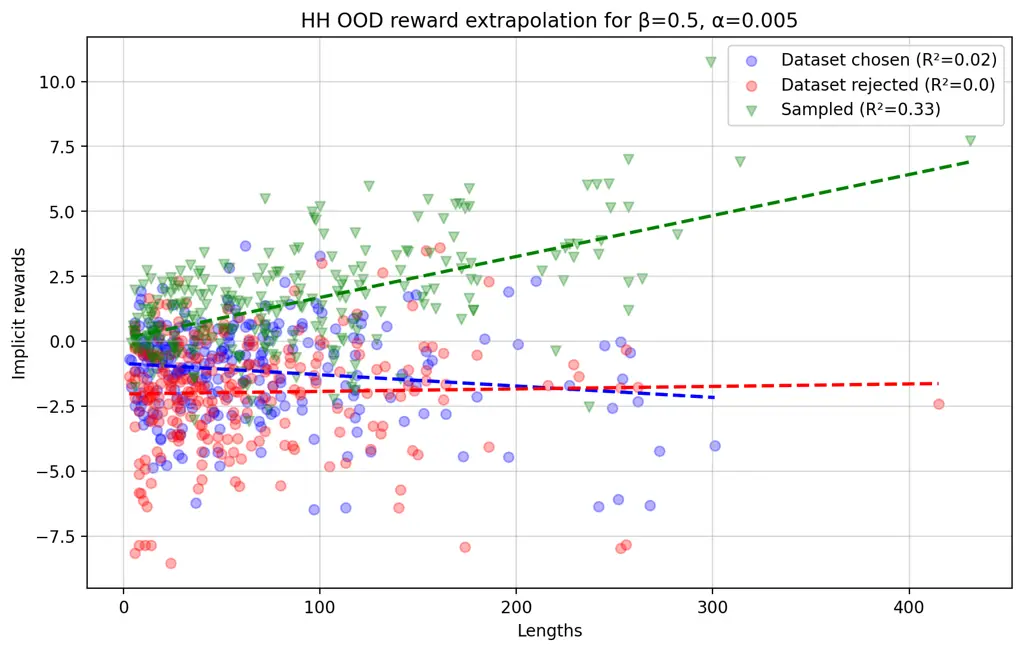 HH OOD reward extrapolation for β=0.5, α=0.005
Dataset chosen (R²=0.02)
Dataset rejected (R²=0.0)
Sampled (R²=0.33)
Implicit rewards
10.0
7.5
5.0
2.5
0.0
−2.5
−5.0
−7.5
0 100 200 300 400
Lengths